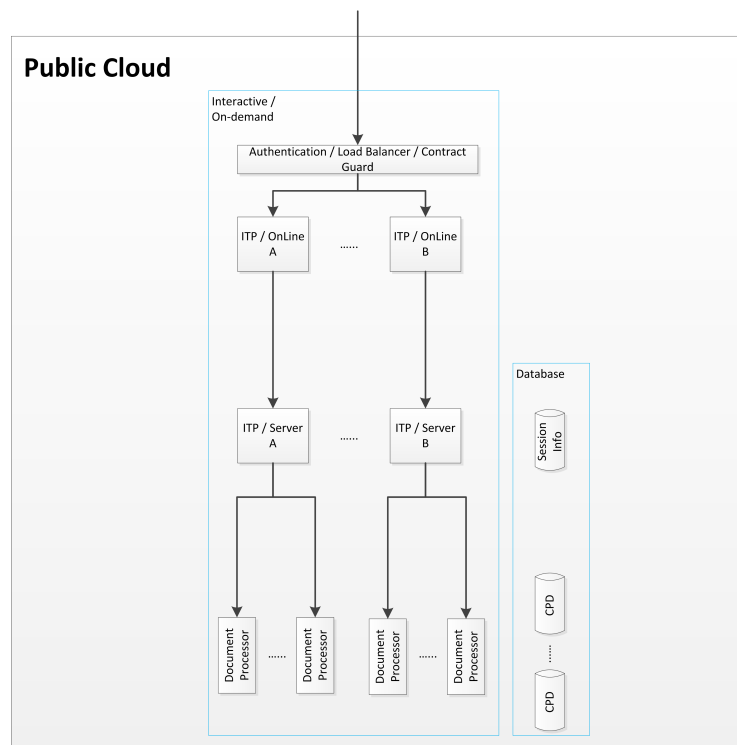 Public Cloud
Interactive /
On-demand
Authentication / Load Balancer / Contract
Guard
ITP / OnLine
A
......
ITP / OnLine
B
Database
ITP / Server
A
......
ITP / Server
B
Session
Info
CPD
......
CPD
Document
Processor
......
Document
Processor
Document
Processor
......
Document
Processor